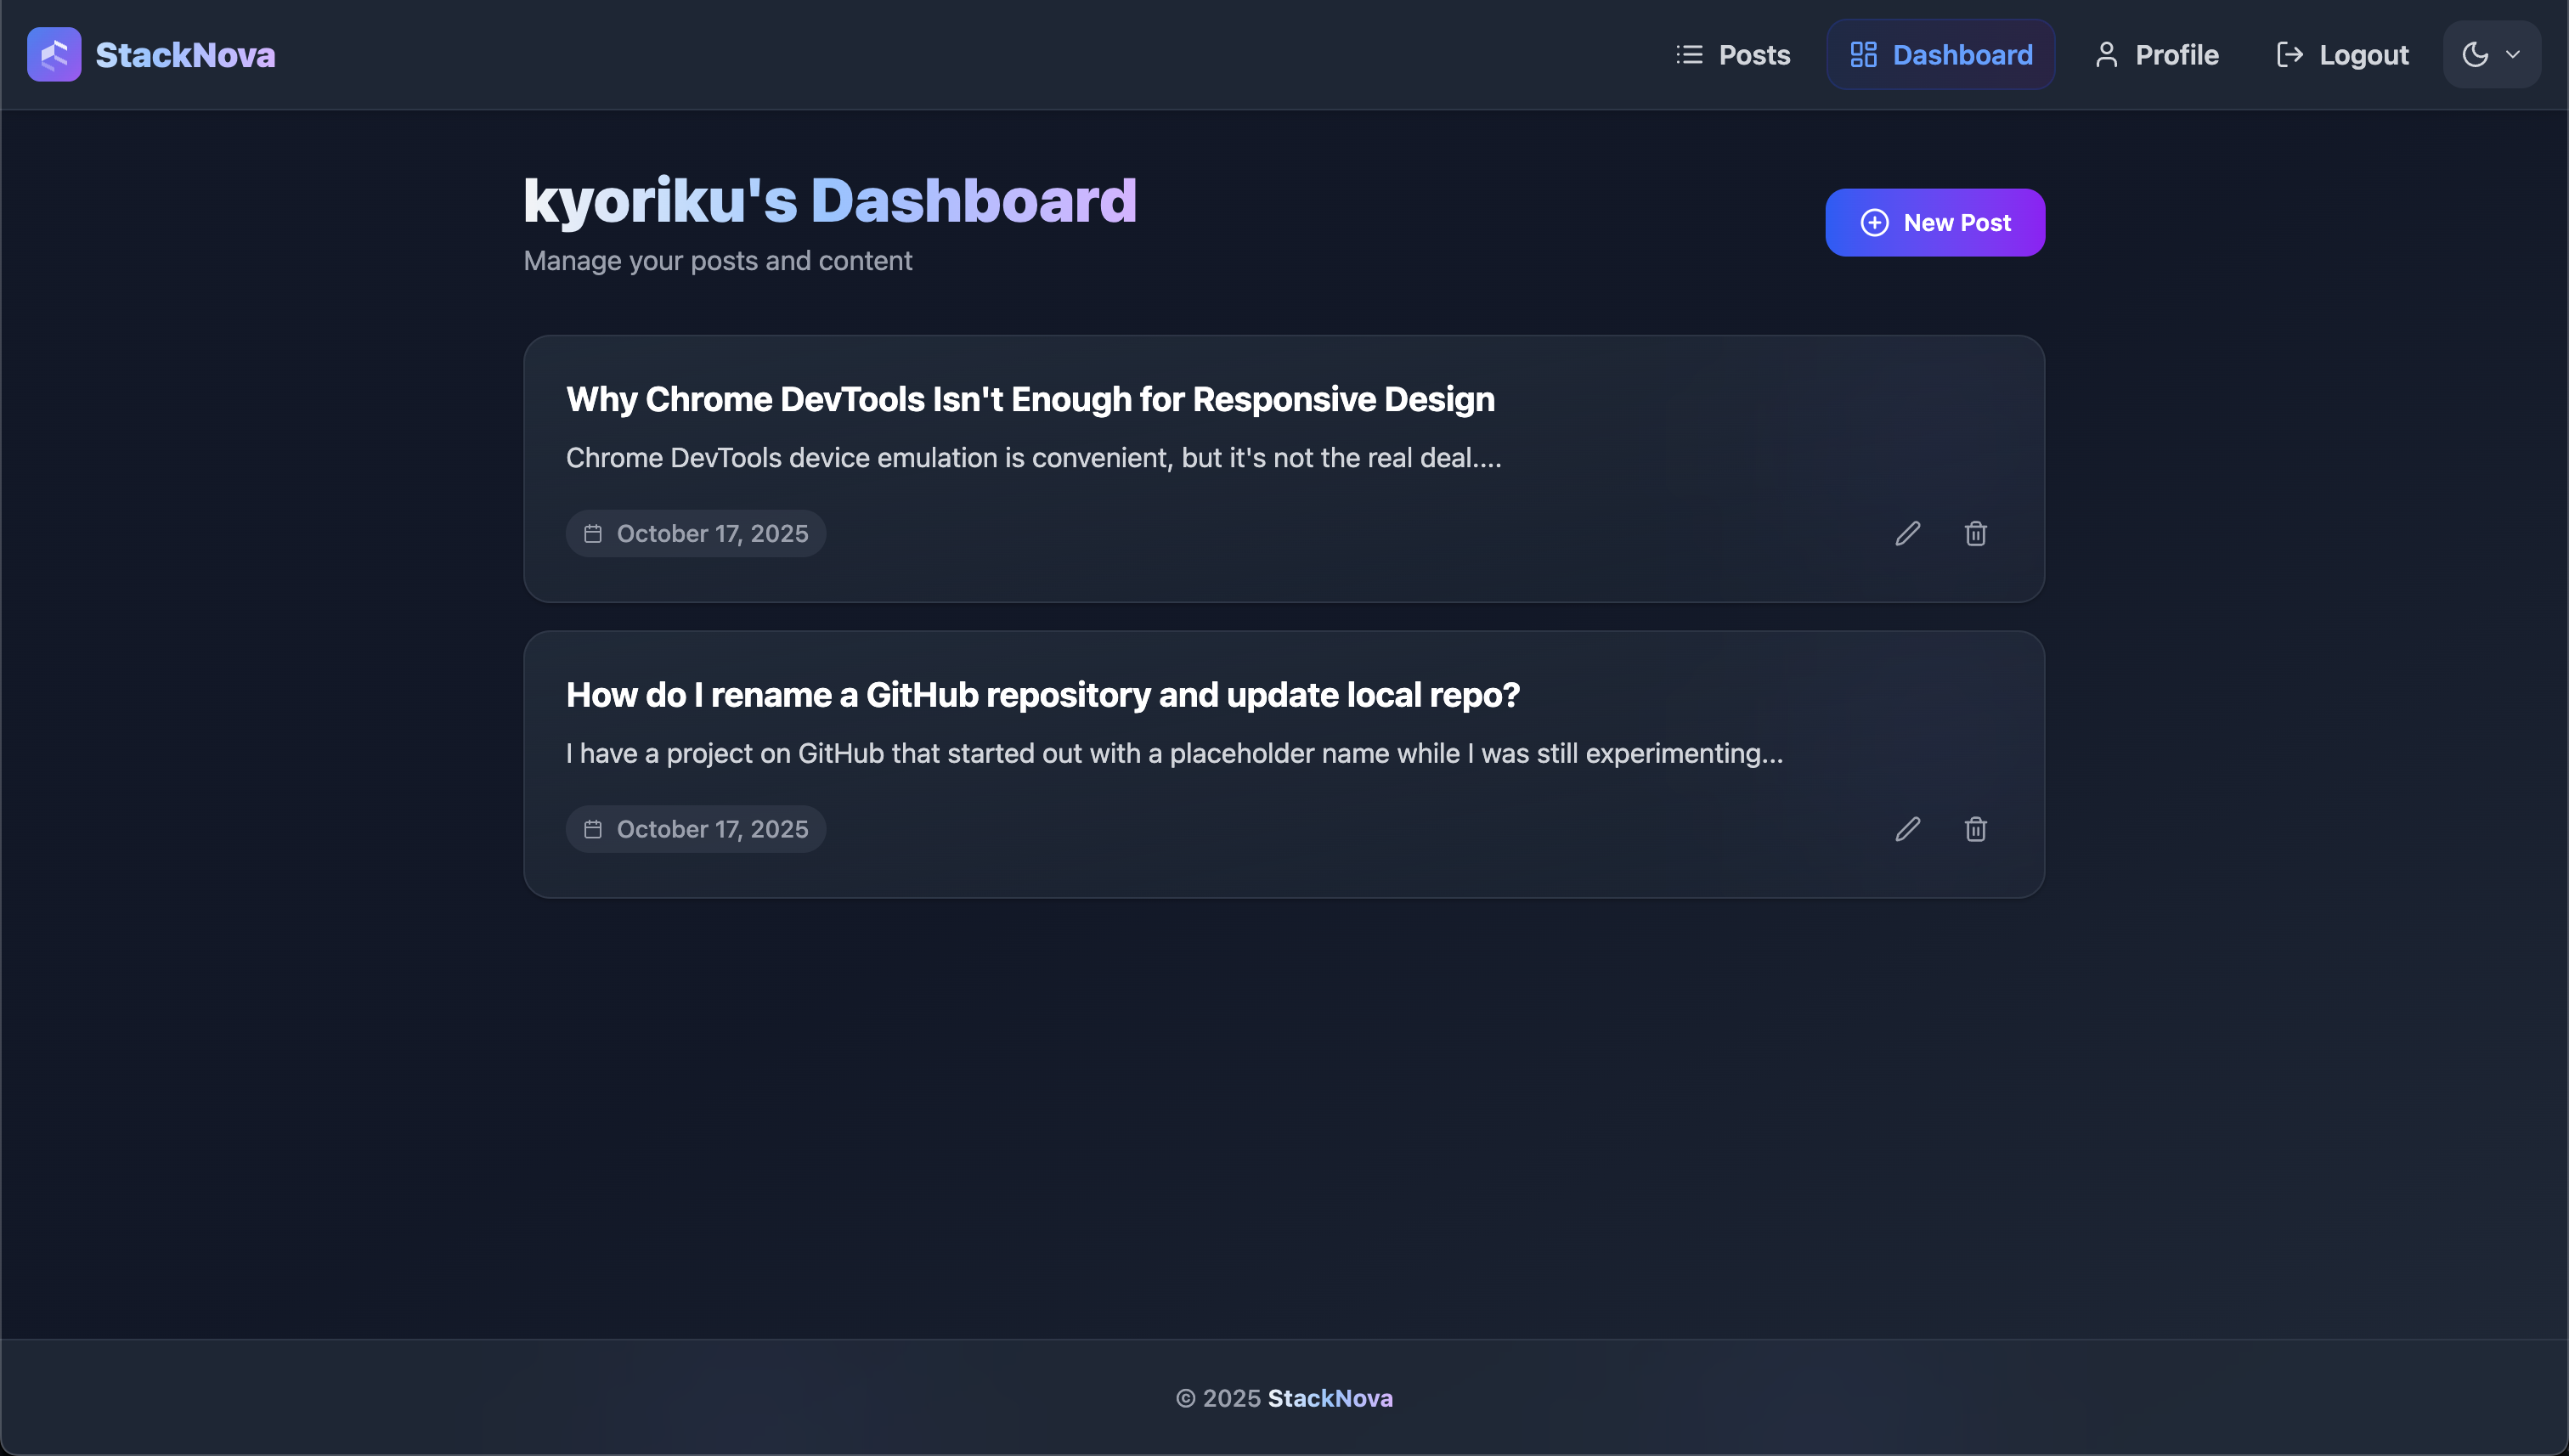 StackNova
Posts
Dashboard
Profile
Logout
kyoriku's Dashboard
Manage your posts and content
New Post
Why Chrome DevTools Isn't Enough for Responsive Design
Chrome DevTools device emulation is convenient, but it's not the real deal....
October 17, 2025
How do I rename a GitHub repository and update local repo?
I have a project on GitHub that started out with a placeholder name while I was still experimenting...
October 17, 2025
© 2025 StackNova